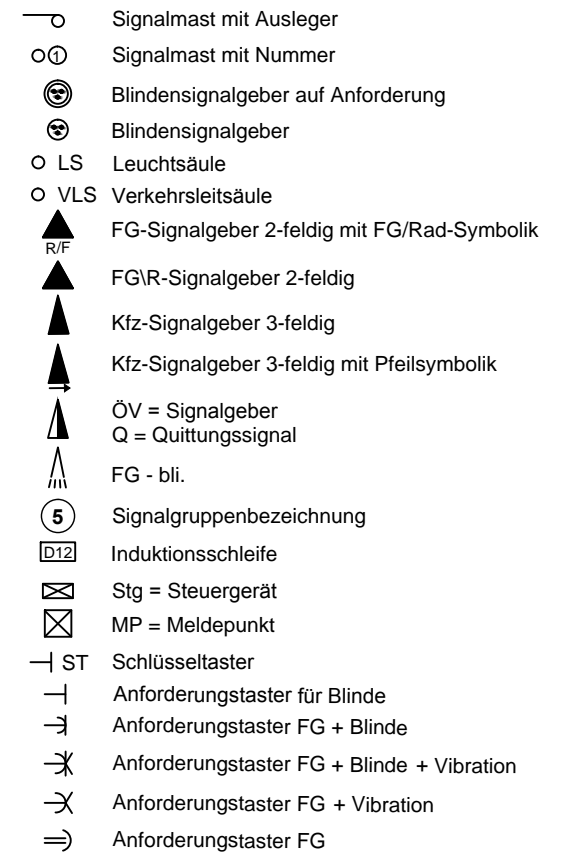 Signalmast mit Ausleger
1 Signalmast mit Nummer
Blindensignalgeber auf Anforderung
Blindensignalgeber
LS Leuchtsäule
VLS Verkehrsleitsäule
FG-Signalgeber 2-feldig mit FG/Rad-Symbolik
R/F
FG\R-Signalgeber 2-feldig
Kfz-Signalgeber 3-feldig
Kfz-Signalgeber 3-feldig mit Pfeilsymbolik
ÖV = Signalgeber
Q = Quittungssignal
FG - bli.
5 Signalgruppenbezeichnung
D12 Induktionsschleife
Stg = Steuergerät
MP = Meldepunkt
ST Schlüsseltaster
Anforderungstaster für Blinde
Anforderungstaster FG + Blinde
Anforderungstaster FG + Blinde + Vibration
Anforderungstaster FG + Vibration
Anforderungstaster FG